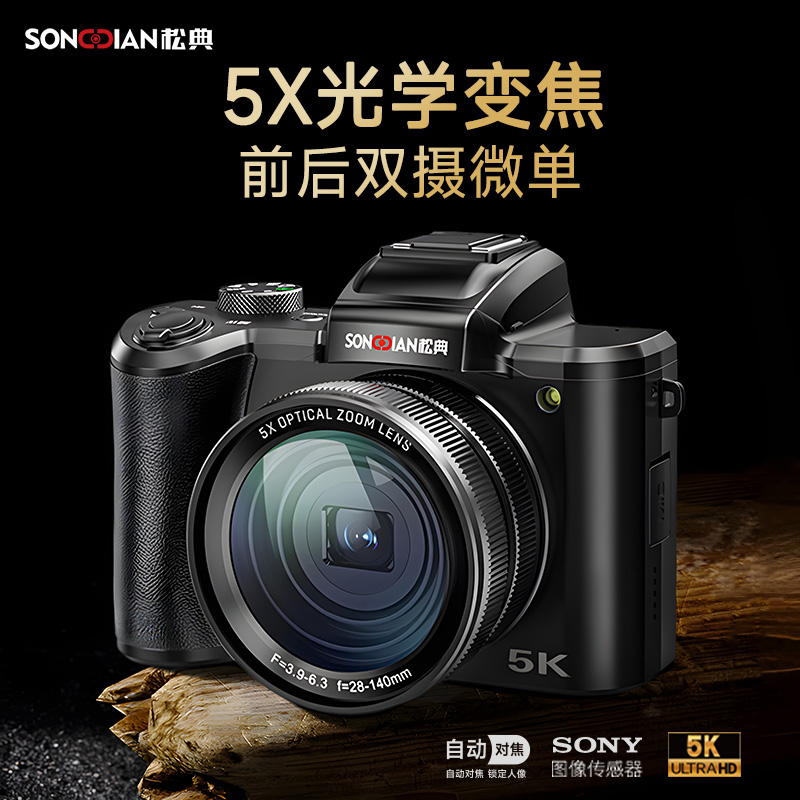 SONGDIAN松典
5X光学变焦
前后双摄微单
SONGDIAN松典
5X OPTICAL ZOOM LENS
F=3.9-6.3 f=28-140mm
5K
自动对焦
自动对焦 锁定人像
SONY
图像传感器
5K
ULTRA HD